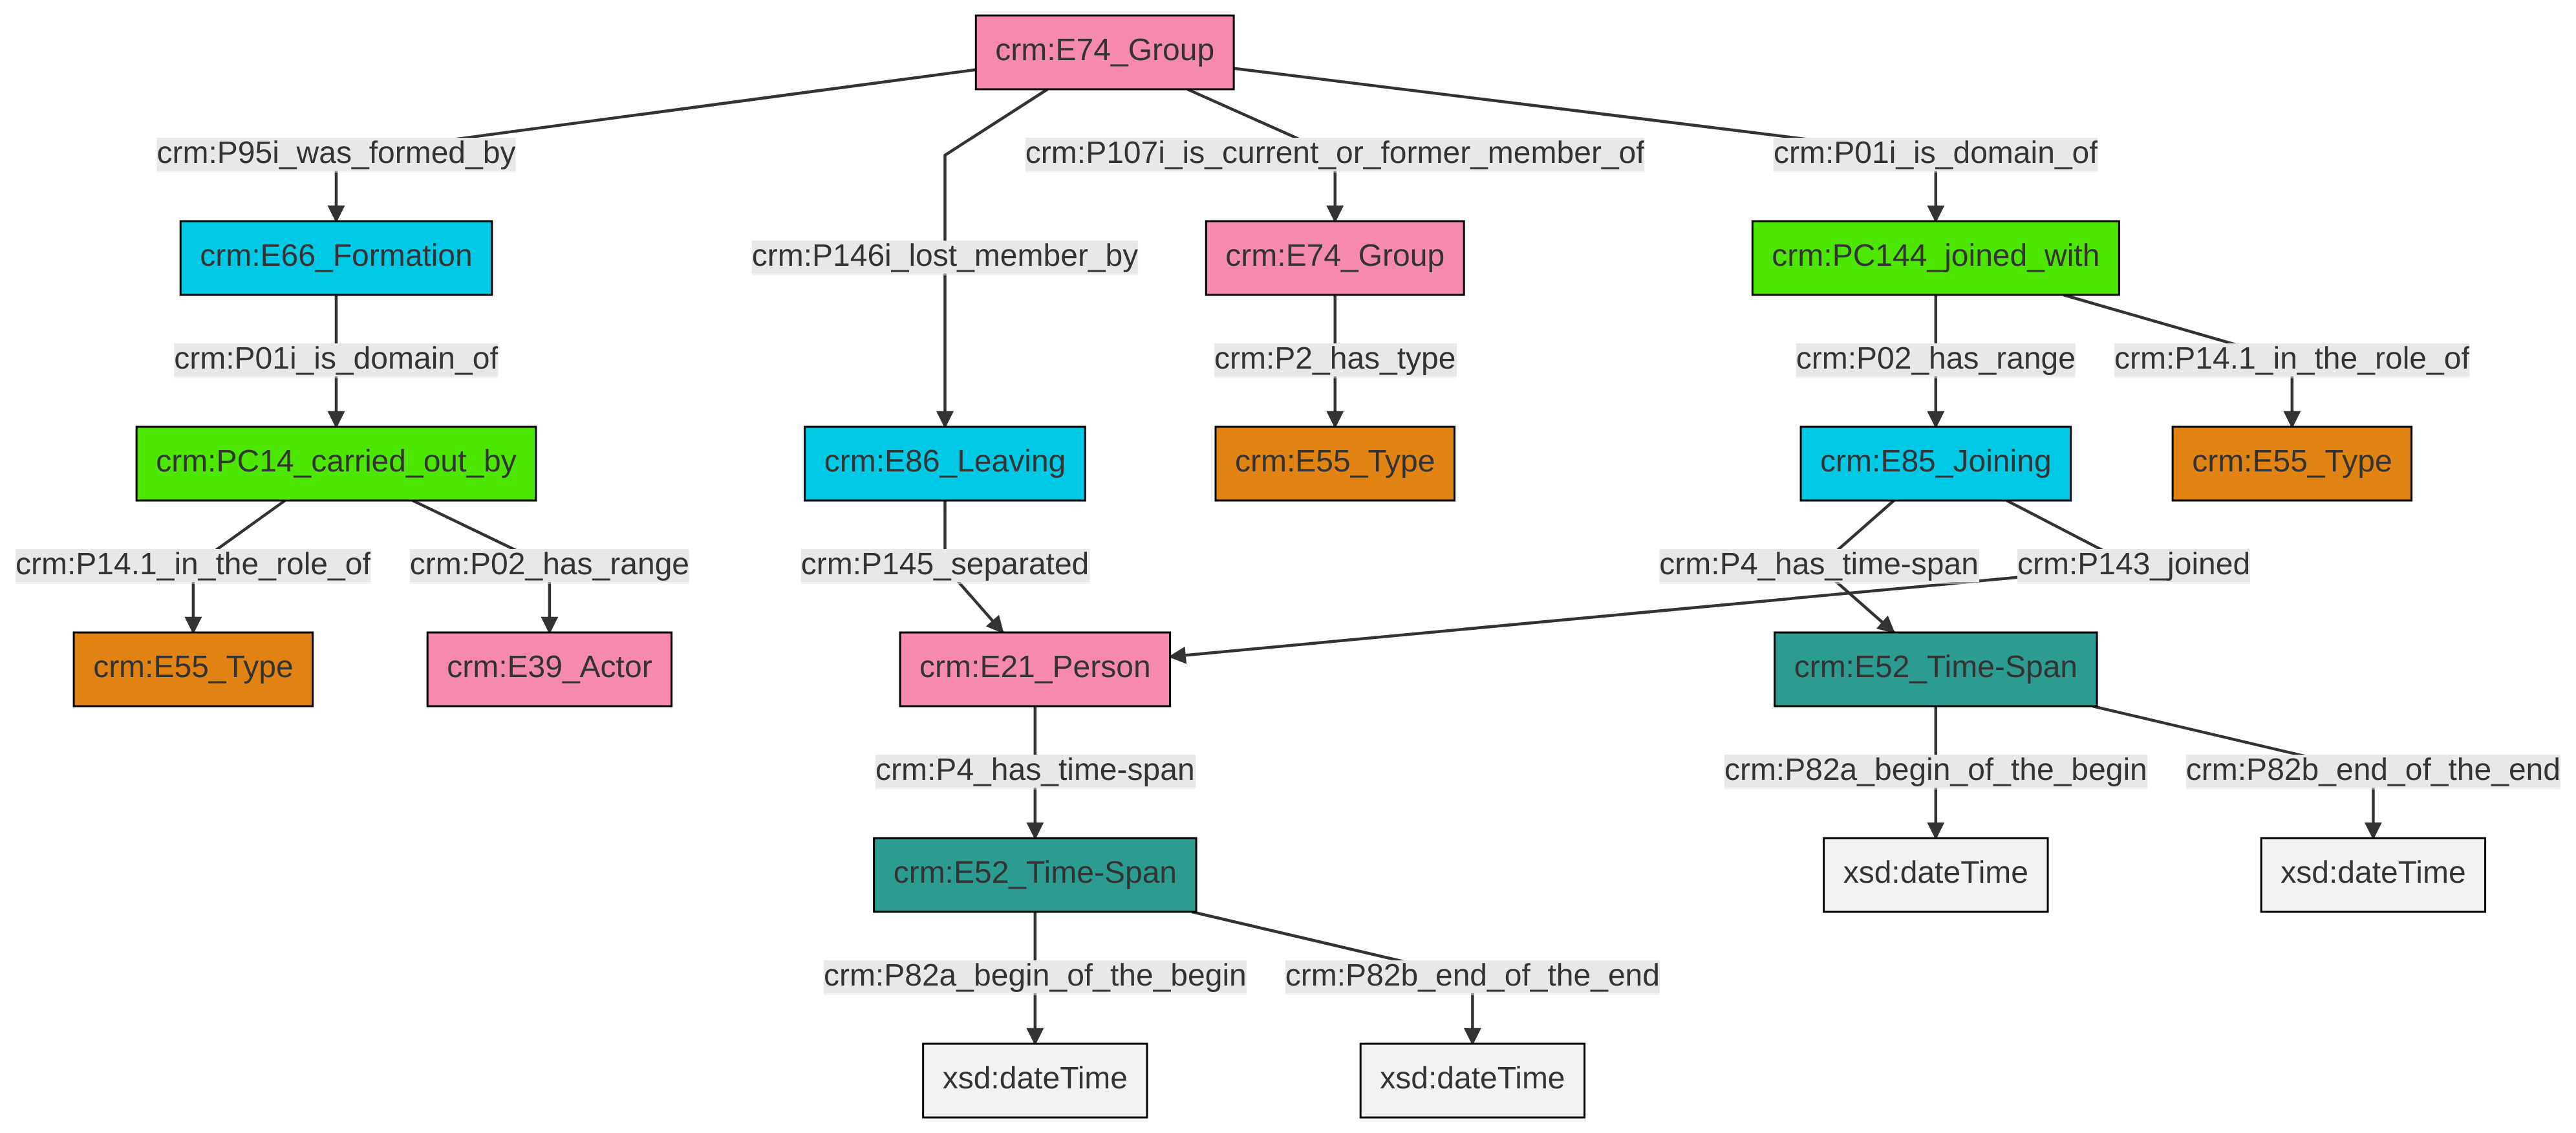 crm:E74_Group
crm:P95i_was_formed_by
crm:P107i_is_current_or_former_member_of
crm:P01i_is_domain_of
crm:E66_Formation
crm:P146i_lost_member_by
crm:E74_Group
crm:PC144_joined_with
crm:P01i_is_domain_of
crm:P2_has_type
crm:P02_has_range
crm:P14.1_in_the_role_of
crm:PC14_carried_out_by
crm:E86_Leaving
crm:E55_Type
crm:E85_Joining
crm:E55_Type
crm:P14.1_in_the_role_of
crm:P02_has_range
crm:P145_separated
crm:P4_has_time-span
crm:P143_joined
crm:E55_Type
crm:E39_Actor
crm:E21_Person
crm:E52_Time-Span
crm:P4_has_time-span
crm:P82a_begin_of_the_begin
crm:P82b_end_of_the_end
crm:E52_Time-Span
xsd:dateTime
xsd:dateTime
crm:P82a_begin_of_the_begin
crm:P82b_end_of_the_end
xsd:dateTime
xsd:dateTime